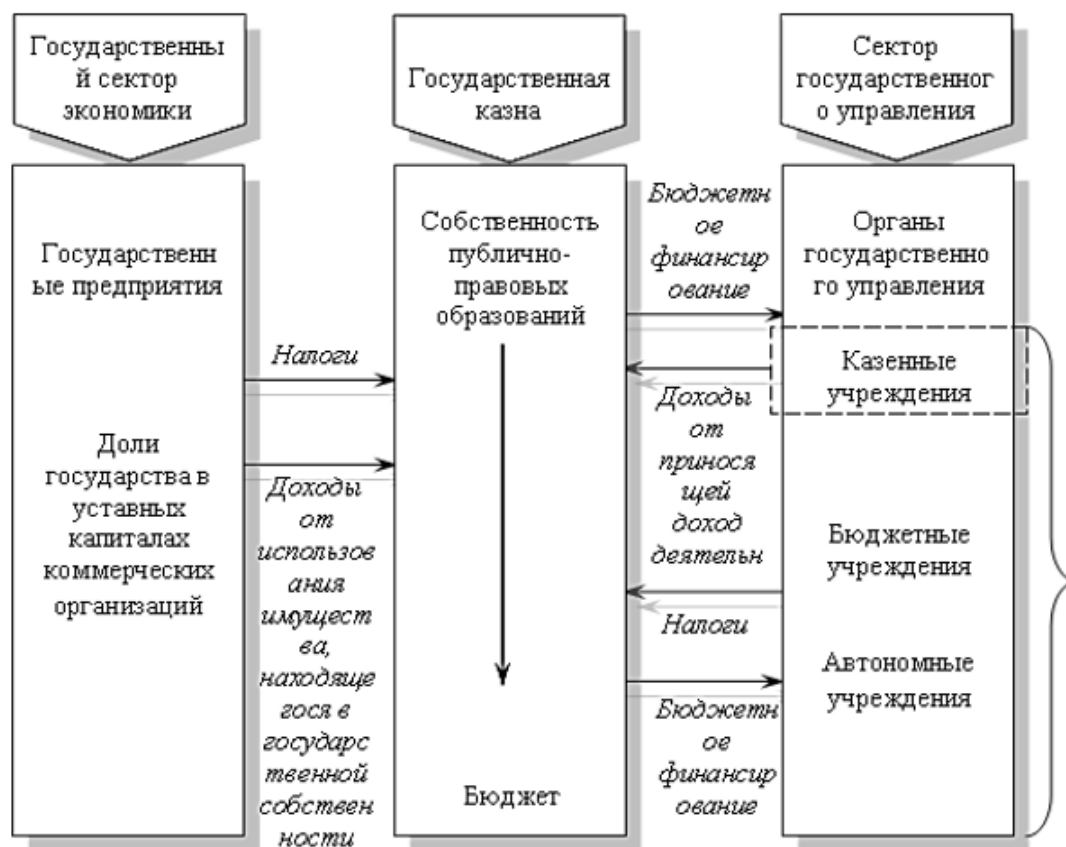 Государственны
й сектор
экономики
Государственная
казна
Сектор
государственног
о управления
Государственн
ые предприятия
Доли
государства в
уставных
капиталах
коммерческих
организаций
Налоги
Доходы
от
использов
ания
имущест
ва,
находяще
гося в
государс
твенной
собствен
ности
Собственность
публично-
правовых
образований
Бюджет
Бюджетн
ое
финансир
ование
Доходы
от
принося
щей
доход
деятельн
Налоги
Бюджетн
ое
финансир
ование
Органы
государственно
го управления
Казенные
учреждения
Бюджетные
учреждения
Автономные
учреждения